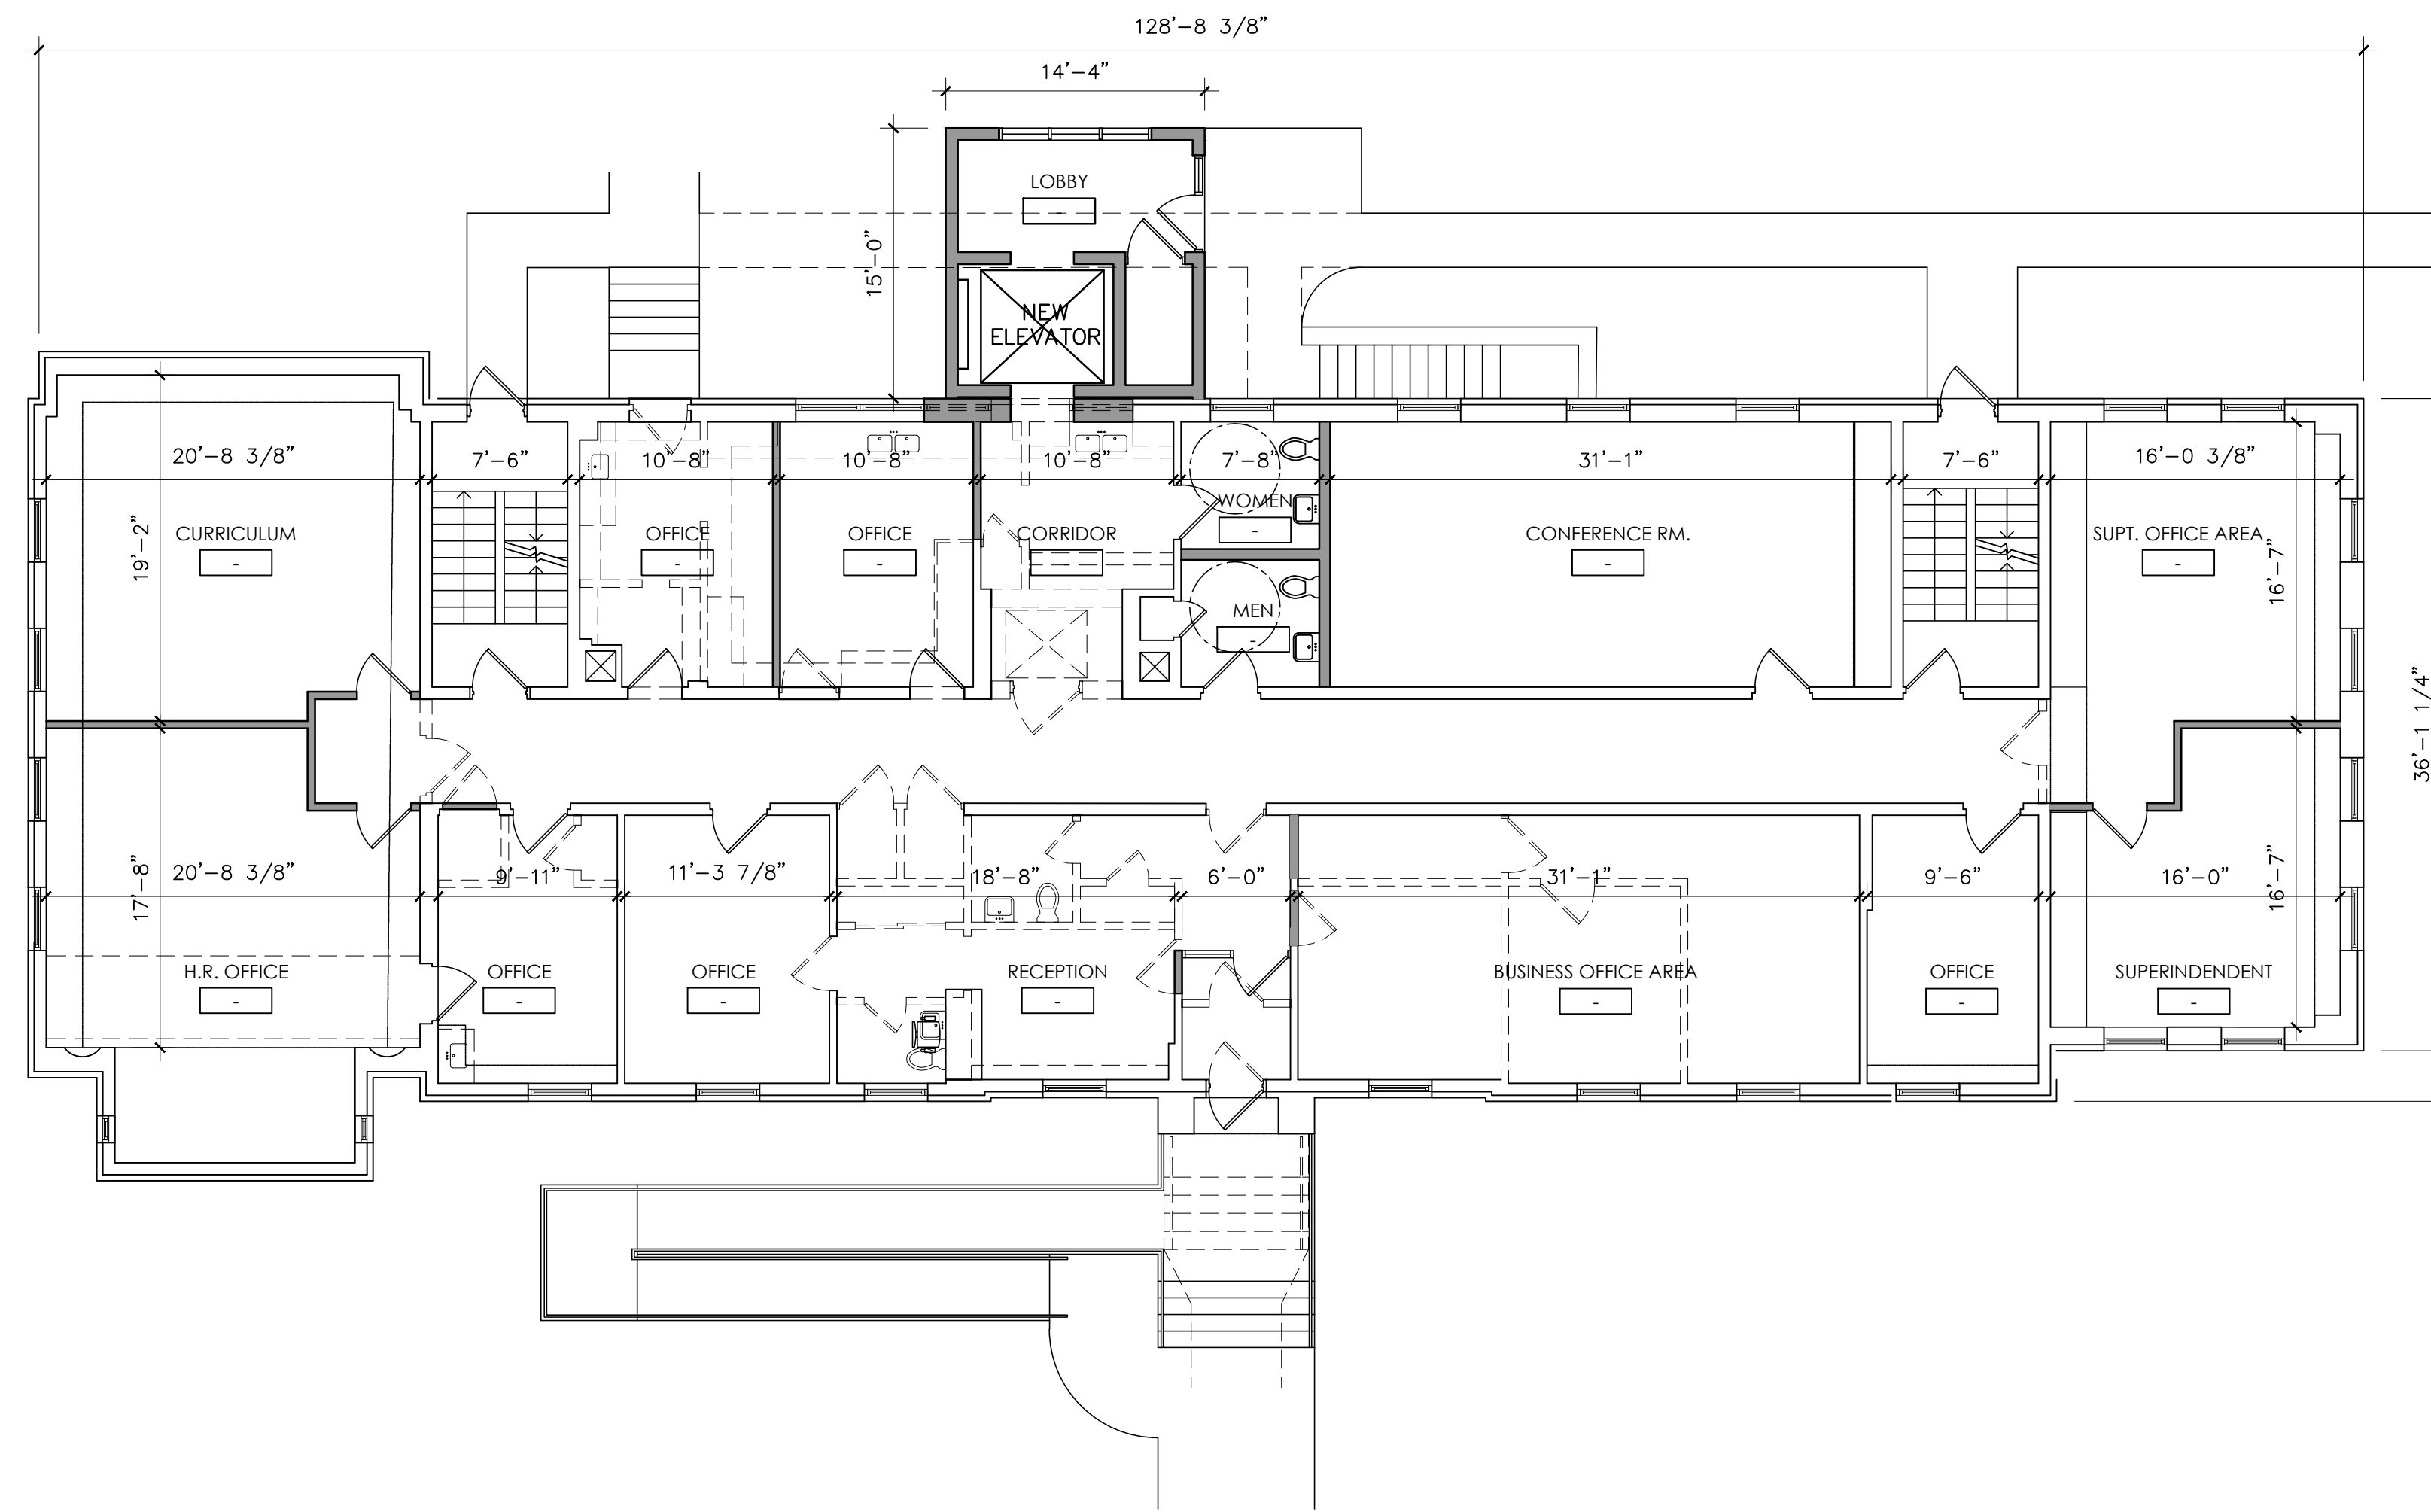 128’-8 3/8”
14’-4”
LOBBY
-
15’-0”
NEW
ELEVATOR
20’-8 3/8”
7’-6”
10’-8”
10’-8”
10’-8”
7’-8”
31’-1”
7’-6”
16’-0 3/8”
WOMEN
-
19’-2”
CURRICULUM
-
OFFICE
-
OFFICE
-
CORRIDOR
-
CONFERENCE RM.
-
SUPT. OFFICE AREA
-
16’-7”
MEN
-
36’-1 1/4”
17’-8”
20’-8 3/8”
9’-11”
11’-3 7/8”
18’-8”
6’-0”
31’-1”
9’-6”
16’-0”
16’-7”
H.R. OFFICE
-
OFFICE
-
OFFICE
-
RECEPTION
-
BUSINESS OFFICE AREA
-
OFFICE
-
SUPERINDENDENT
-